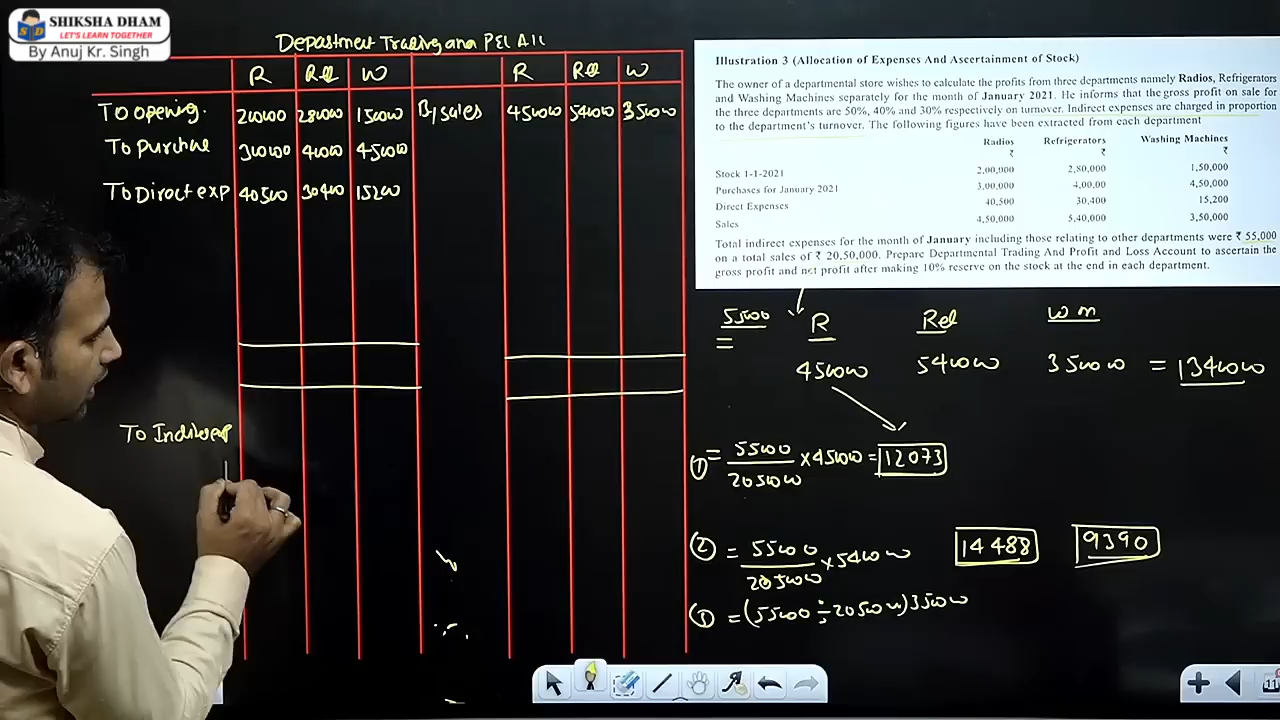 SHIKSHA DHAM
LET'S LEARN TOGETHER
By Anuj Kr. Singh
Department Trading and P&L A/c
R Ref W R Ref W
To opening. 200000 280000 150000 By sales 450000 540000 350000
To purchae 300000 400000 450000
To Direct exp 40500 30400 15200
To Indirexp
Illustration 3 (Allocation of Expenses And Ascertainment of Stock)
The owner of a departmental store wishes to calculate the profits from three departments namely Radios, Refrigerators
and Washing Machines separately for the month of January 2021. He informs that the gross profit on sale for
the three departments are 50%, 40% and 30% respectively on turnover. Indirect expenses are charged in proportion
to the department's turnover. The following figures have been extracted from each department
Radios Refrigerators Washing Machines
₹ ₹ ₹
Stock 1-1-2021 2,00,000 2,80,000 1,50,000
Purchases for January 2021 3,00,000 4,00,00 4,50,000
Direct Expenses 40,500 30,400 15,200
Sales 4,50,000 5,40,000 3,50,000
Total indirect expenses for the month of January including those relating to other departments were ₹ 55,000
on a total sales of ₹ 20,50,000. Prepare Departmental Trading And Profit and Loss Account to ascertain the
gross profit and net profit after making 10% reserve on the stock at the end in each department.
55000 R Ref W m
=
450000 540000 350000 = 1340000
① = 55000/2050000 × 450000 = 12073
② = 55000/2050000 × 540000 14488 9390
③ = (55000 ÷ 2050000) 350000